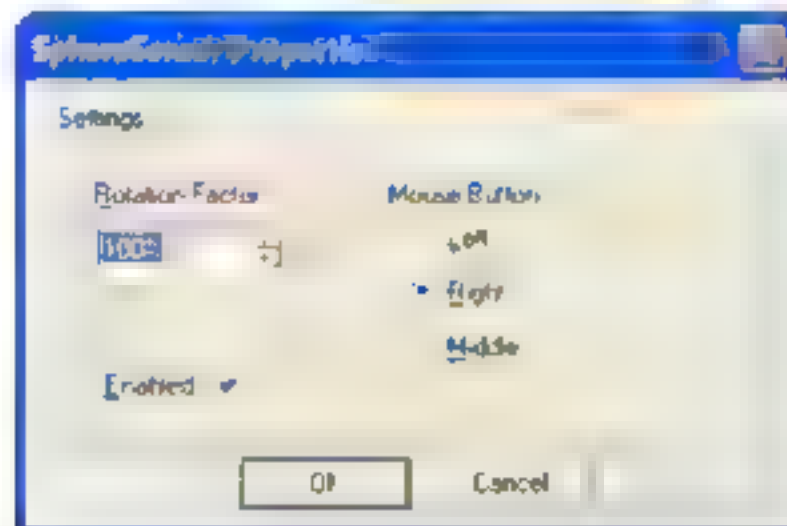 Settings
Rotation Factor
Mouse Button
100%
Left
Right
Middle
Enabled
OK
Cancel